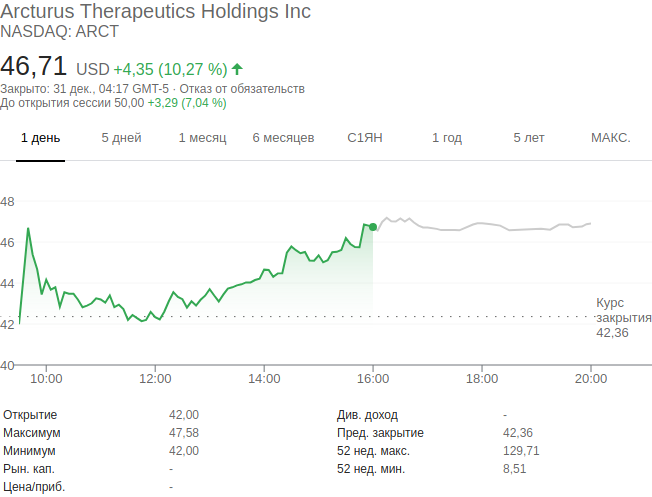 Arcturus Therapeutics Holdings Inc
NASDAQ: ARCT
46,71 USD +4,35 (10,27 %)
Закрыто: 31 дек., 04:17 GMT-5 · Отказ от обязательств
До открытия сессии 50,00 +3,29 (7,04 %)
1 день 5 дней 1 месяц 6 месяцев С1ЯН 1 год 5 лет МАКС.
48
46
44
42
40
Курс
закрытия
42,36
10:00 12:00 14:00 16:00 18:00 20:00
Открытие 42,00 Див. доход -
Максимум 47,58 Пред. закрытие 42,36
Минимум 42,00 52 нед. макс. 129,71
Рын. кап. - 52 нед. мин. 8,51
Цена/приб. -